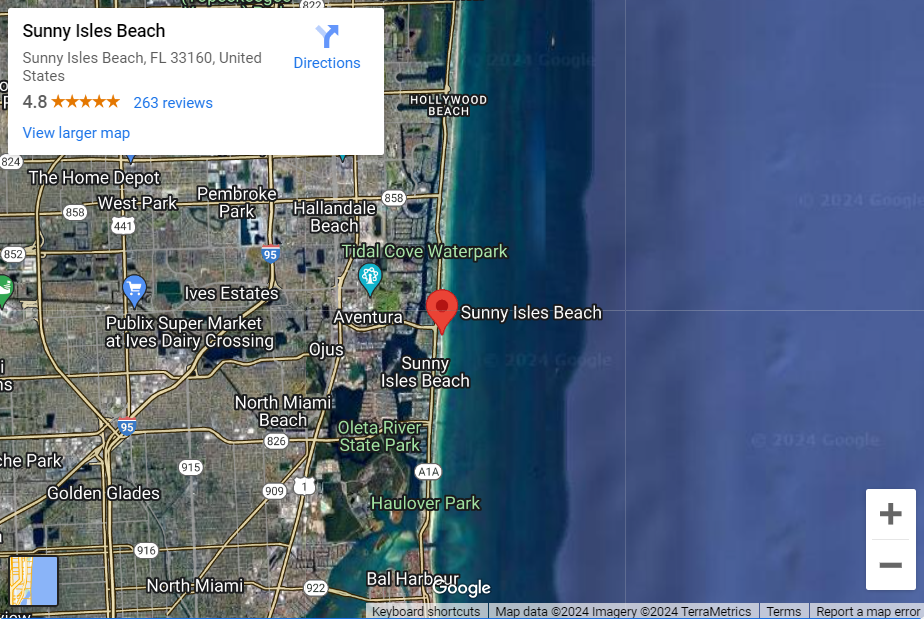 822
Sunny Isles Beach
Sunny Isles Beach, FL 33160, United
States
Directions
4.8
263 reviews
View larger map
© 2024 Google
HOLLYWOOD
BEACH
824
The Home Depot
858
West Park
Pembroke
Park
858
Hallandale
Beach
© 2024 Google
441
852
95
Tidal Cove Waterpark
Ives Estates
Publix Super Market
at Ives Dairy Crossing
Aventura
Sunny Isles Beach
Ojus
© 2024 Google
Sunny
Isles Beach
North Miami
Beach
95
826
Oleta River
State Park
© 2024 Google
che Park
915
A1A
Golden Glades
909
1
Haulover Park
916
North Miami
922
Bal Harbour
Google
Keyboard shortcuts
Map data ©2024 Imagery ©2024 TerraMetrics
Terms
Report a map error